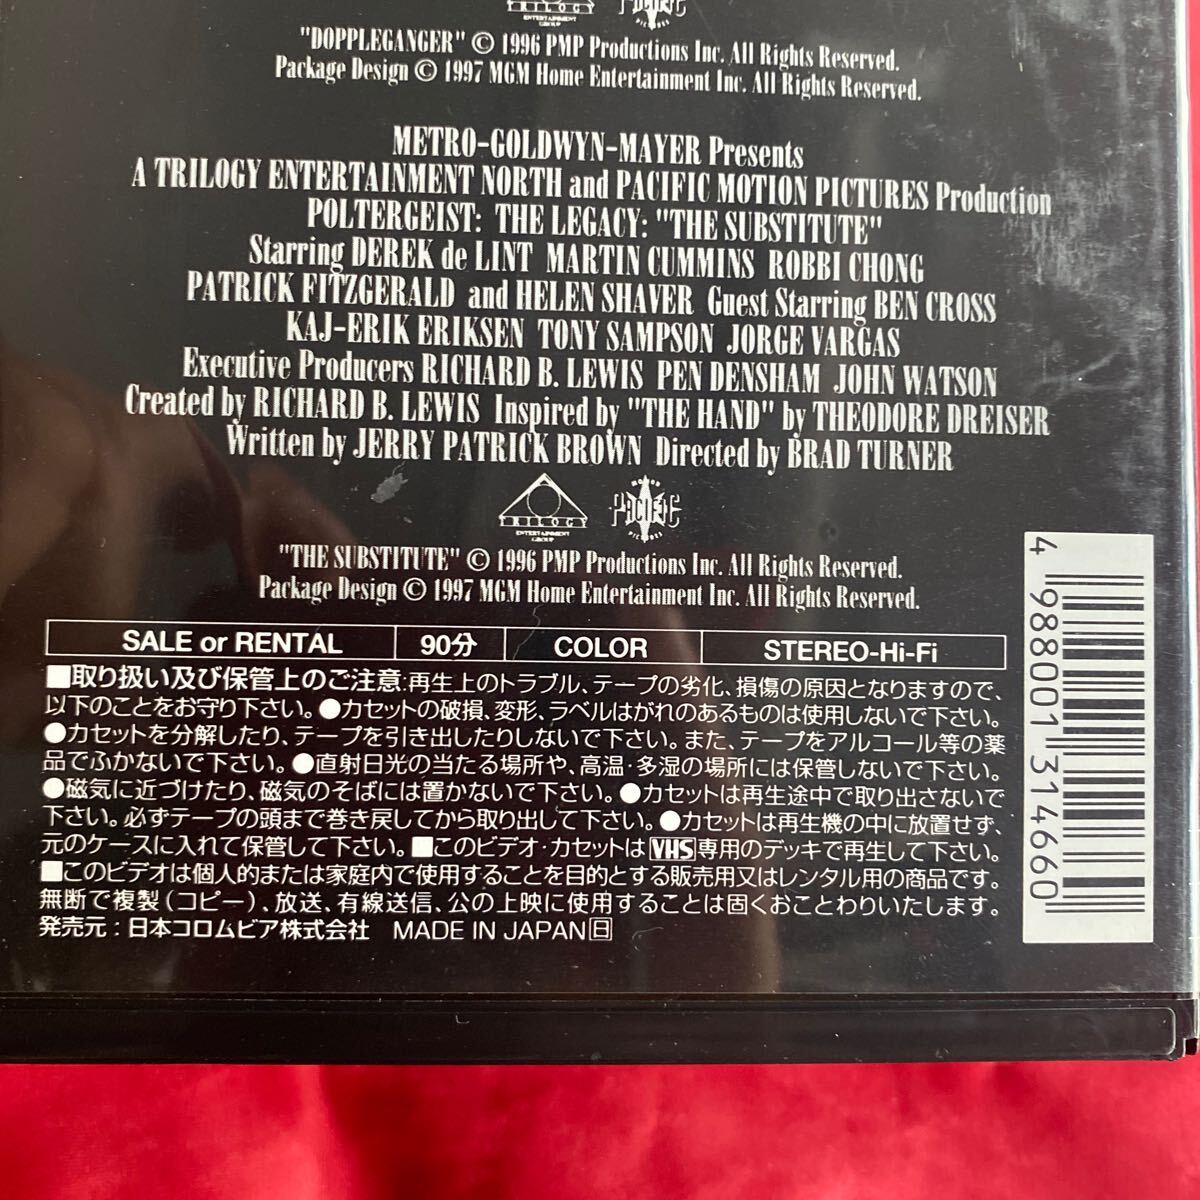 TRILOGY
ENTERTAINMENT
GROUP
PACIFIC
PICTURES
"DOPPLEGANGER" © 1996 PMP Productions Inc. All Rights Reserved.
Package Design © 1997 MGM Home Entertainment Inc. All Rights Reserved.
METRO-GOLDWYN-MAYER Presents
A TRILOGY ENTERTAINMENT NORTH and PACIFIC MOTION PICTURES Production
POLTERGEIST: THE LEGACY: "THE SUBSTITUTE"
Starring DEREK de LINT MARTIN CUMMINS ROBBI CHONG
PATRICK FITZGERALD and HELEN SHAVER Guest Starring BEN CROSS
KAJ-ERIK ERIKSEN TONY SAMPSON JORGE VARGAS
Executive Producers RICHARD B. LEWIS PEN DENSHAM JOHN WATSON
Created by RICHARD B. LEWIS Inspired by "THE HAND" by THEODORE DREISER
Written by JERRY PATRICK BROWN Directed by BRAD TURNER
TRILOGY
ENTERTAINMENT
GROUP
MOTION
PACIFIC
PICTURES
"THE SUBSTITUTE" © 1996 PMP Productions Inc. All Rights Reserved.
Package Design © 1997 MGM Home Entertainment Inc. All Rights Reserved.
SALE or RENTAL 90分 COLOR STEREO-Hi-Fi
■取り扱い及び保管上のご注意:再生上のトラブル、テープの劣化、損傷の原因となりますので、
以下のことをお守り下さい。●カセットの破損、変形、ラベルはがれのあるものは使用しないで下さい。
●カセットを分解したり、テープを引き出したりしないで下さい。また、テープをアルコール等の薬
品でふかないで下さい。●直射日光の当たる場所や、高温・多湿の場所には保管しないで下さい。
●磁気に近づけたり、磁気のそばには置かないで下さい。●カセットは再生途中で取り出さないで
下さい。必ずテープの頭まで巻き戻してから取り出して下さい。●カセットは再生機の中に放置せず、
元のケースに入れて保管して下さい。■このビデオ・カセットはVHS専用のデッキで再生して下さい。
■このビデオは個人的または家庭内で使用することを目的とする販売用又はレンタル用の商品です。
無断で複製(コピー)、放送、有線送信、公の上映に使用することは固くおことわりいたします。
発売元:日本コロムビア株式会社 MADE IN JAPAN 日
4 988001 314660